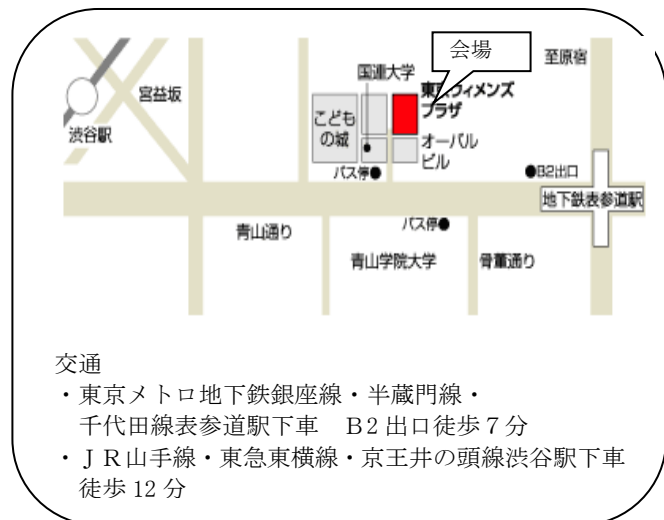 会場
至原宿
国連大学
宮益坂
東京ウィメンズ
プラザ
こども
の城
渋谷駅
オーバル
ビル
バス停●
●B2出口
地下鉄表参道駅
青山通り
バス停●
青山学院大学
骨董通り
交通
・東京メトロ地下鉄銀座線・半蔵門線・
千代田線表参道駅下車　B2出口徒歩７分
・ＪＲ山手線・東急東横線・京王井の頭線渋谷駅下車
徒歩 12 分